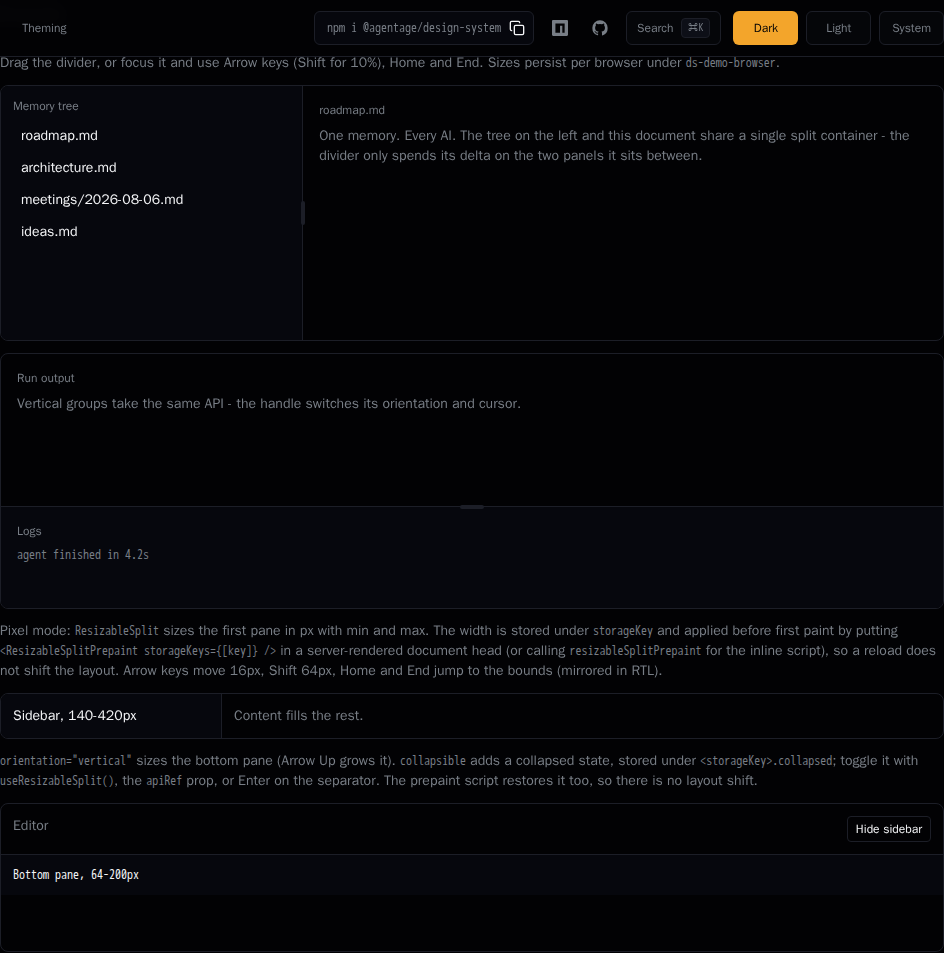 Theming
npm i @agentage/design-system
Search ⌘K
Dark
Light
System
Drag the divider, or focus it and use Arrow keys (Shift for 10%), Home and End. Sizes persist per browser under ds-demo-browser.
Memory tree
roadmap.md
architecture.md
meetings/2026-08-06.md
ideas.md
roadmap.md
One memory. Every AI. The tree on the left and this document share a single split container - the
divider only spends its delta on the two panels it sits between.
Run output
Vertical groups take the same API - the handle switches its orientation and cursor.
Logs
agent finished in 4.2s
Pixel mode: ResizableSplit sizes the first pane in px with min and max. The width is stored under storageKey and applied before first paint by putting
<ResizableSplitPrepaint storageKeys={[key]} /> in a server-rendered document head (or calling resizableSplitPrepaint for the inline script), so a reload does
not shift the layout. Arrow keys move 16px, Shift 64px, Home and End jump to the bounds (mirrored in RTL).
Sidebar, 140-420px
Content fills the rest.
orientation="vertical" sizes the bottom pane (Arrow Up grows it). collapsible adds a collapsed state, stored under <storageKey>.collapsed; toggle it with
useResizableSplit(), the apiRef prop, or Enter on the separator. The prepaint script restores it too, so there is no layout shift.
Editor
Hide sidebar
Bottom pane, 64-200px